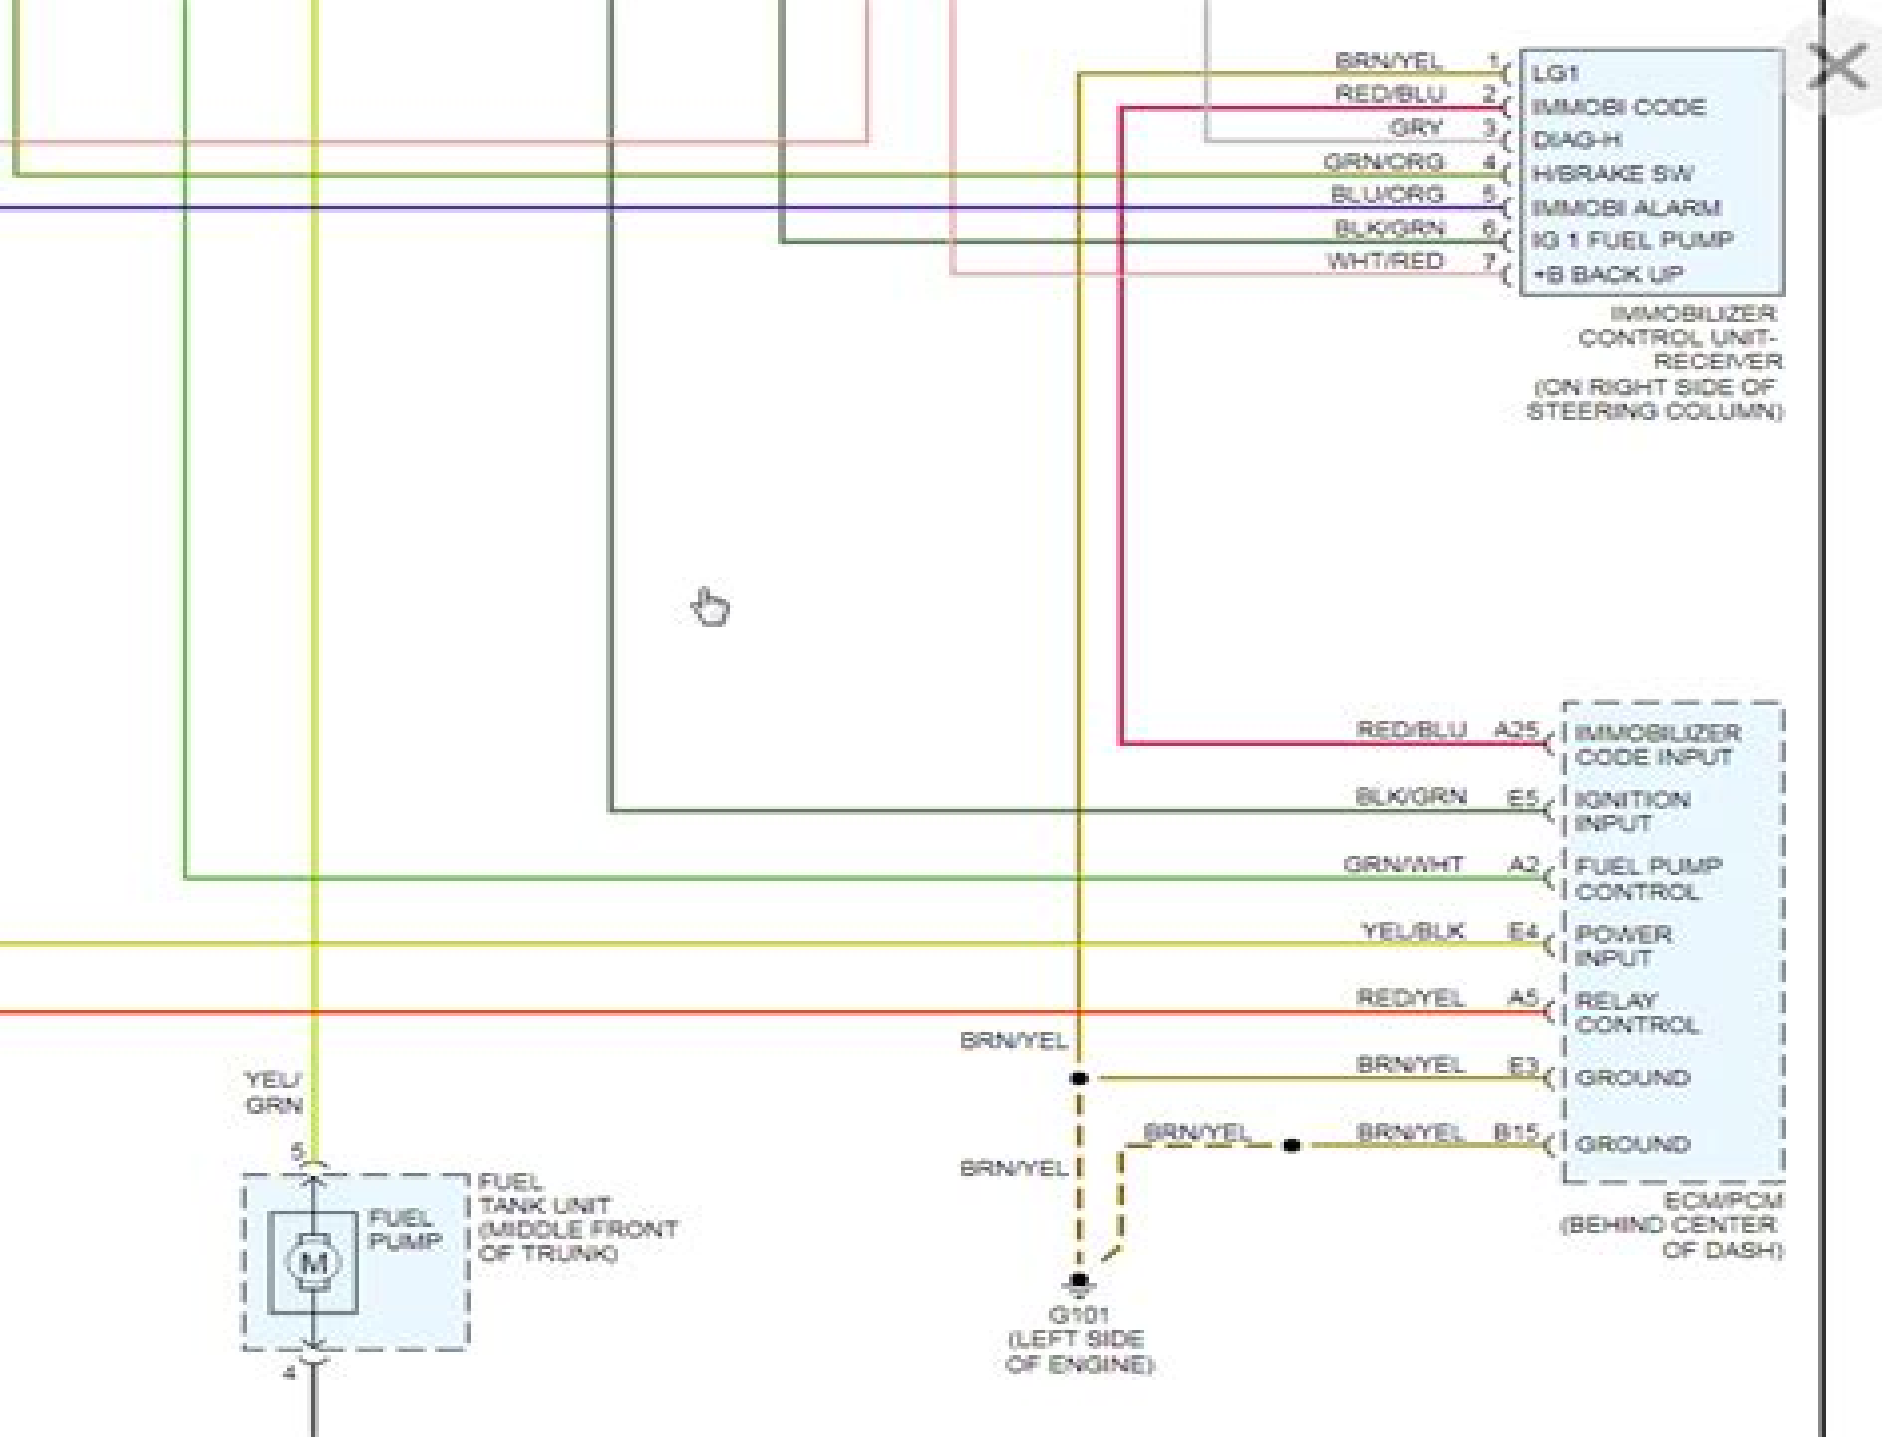 BRN/YEL 1 LG1
RED/BLU 2 IMMOBI CODE
GRY 3 DIAG-H
GRN/ORG 4 H/BRAKE SW
BLU/ORG 5 IMMOBI ALARM
BLK/GRN 6 IG 1 FUEL PUMP
WHT/RED 7 +B BACK UP
IMMOBILIZER
CONTROL UNIT-
RECEIVER
(ON RIGHT SIDE OF
STEERING COLUMN)
RED/BLU A25 IMMOBILIZER
CODE INPUT
BLK/GRN E5 IGNITION
INPUT
GRN/WHT A2 FUEL PUMP
CONTROL
YEL/BLK E4 POWER
INPUT
RED/YEL A5 RELAY
CONTROL
BRN/YEL
BRN/YEL E3 GROUND
BRN/YEL
BRN/YEL B15 GROUND
BRN/YEL
ECM/PCM
(BEHIND CENTER
OF DASH)
YEL/
GRN
5
FUEL
TANK UNIT
(MIDDLE FRONT
OF TRUNK)
FUEL
PUMP
M
4
G101
(LEFT SIDE
OF ENGINE)